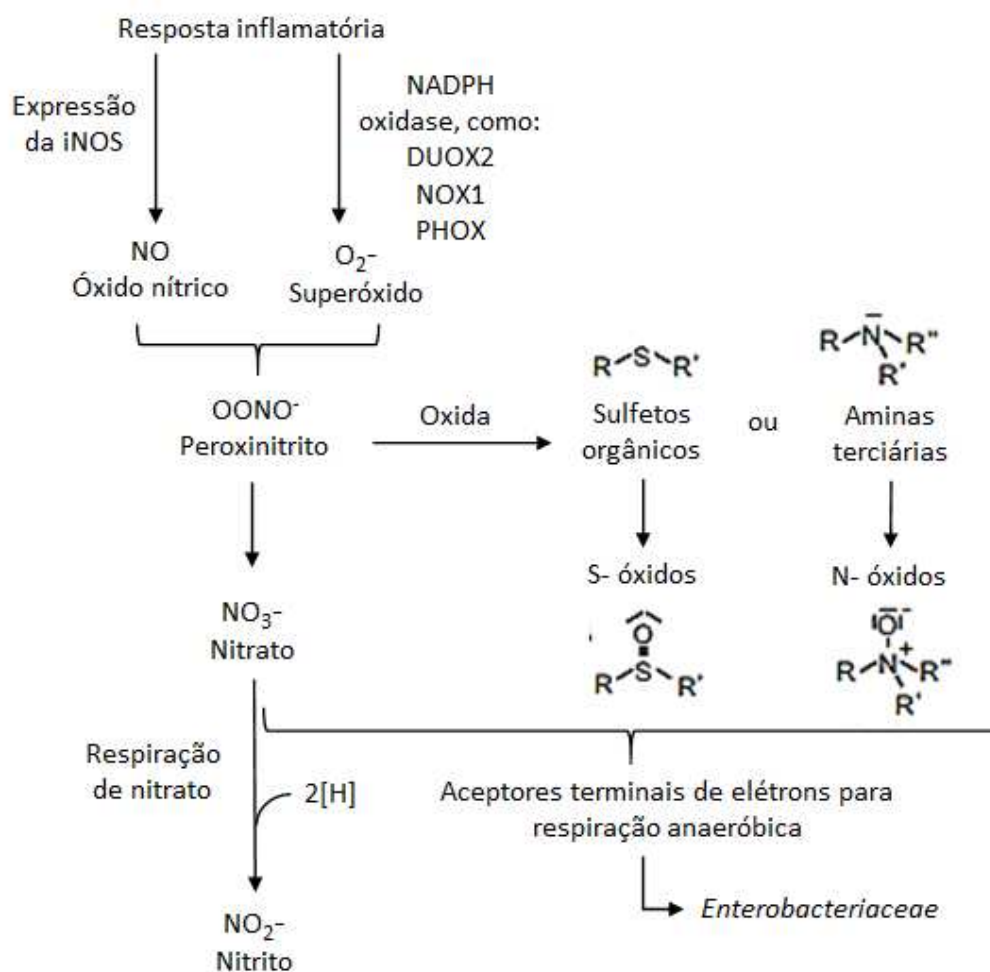 Resposta inflamatória
Expressão
da iNOS
NADPH
oxidase, como:
DUOX2
NOX1
PHOX
NO
Óxido nítrico
O₂-
Superóxido
OONO⁻
Peroxinitrito
Oxida
R-S-R'
Sulfetos
orgânicos
ou
R-N-R''
R'
Aminas
terciárias
S- óxidos
N- óxidos
O
R-S-R'
O⁻
R-N⁺-R''
R'
NO₃-
Nitrato
Respiração
de nitrato
2[H]
Aceptores terminais de elétrons para
respiração anaeróbica
Enterobacteriaceae
NO₂-
Nitrito